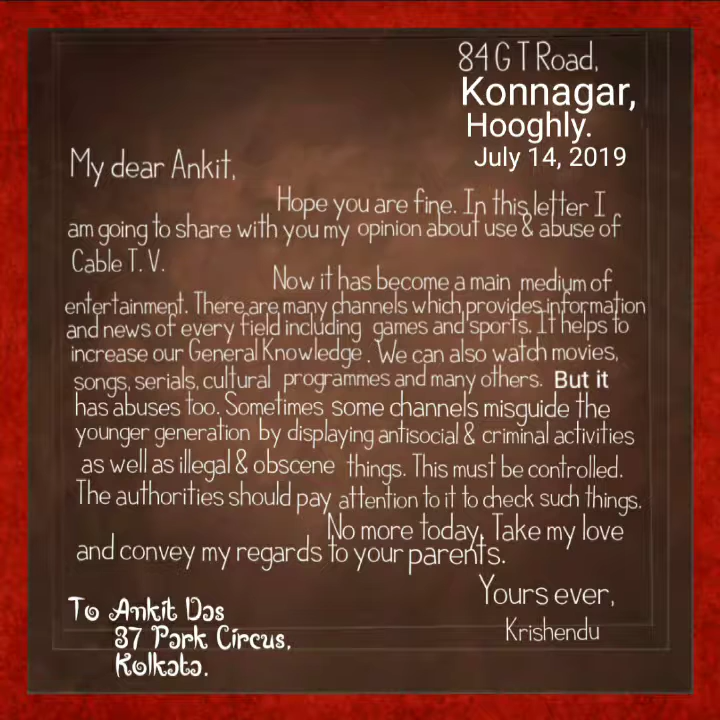 84 G T Road,
Konnagar,
Hooghly.
July 14, 2019
My dear Ankit,
Hope you are fine. In this letter I
am going to share with you my opinion about use & abuse of
Cable T. V.
Now it has become a main medium of
entertainment. There are many channels which provides information
and news of every field including games and sports. It helps to
increase our General Knowledge. We can also watch movies,
songs, serials, cultural programmes and many others. But it
has abuses too. Sometimes some channels misguide the
younger generation by displaying antisocial & criminal activities
as well as illegal & obscene things. This must be controlled.
The authorities should pay attention to it to check such things.
No more today. Take my love
and convey my regards to your parents.
Yours ever,
Krishendu
To Ankit Das
37 Park Circus,
Kolkata.